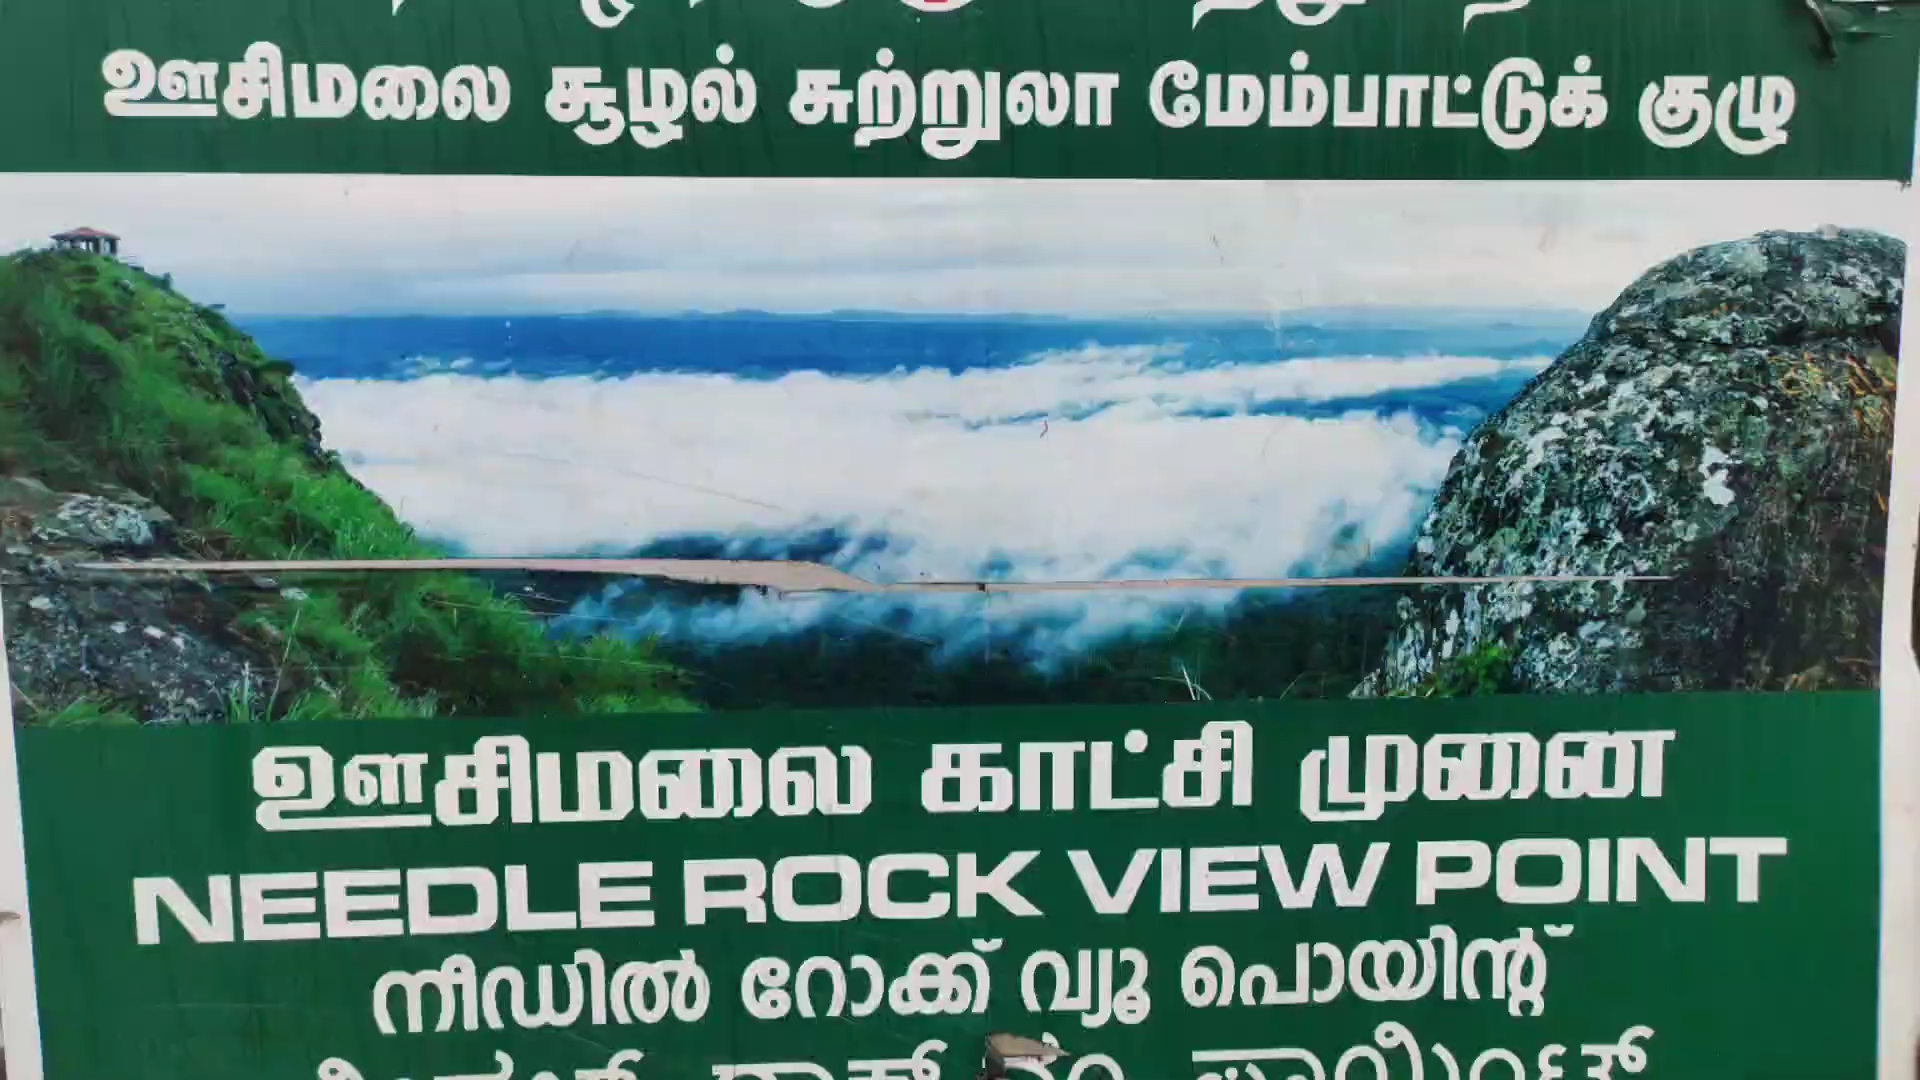 ஊசிமலை சூழல் சுற்றுலா மேம்பாட்டுக் குழு
ஊசிமலை காட்சி முனை
NEEDLE ROCK VIEW POINT
നീഡിൽ റോക്ക് വ്യൂ പൊയിന്റ്